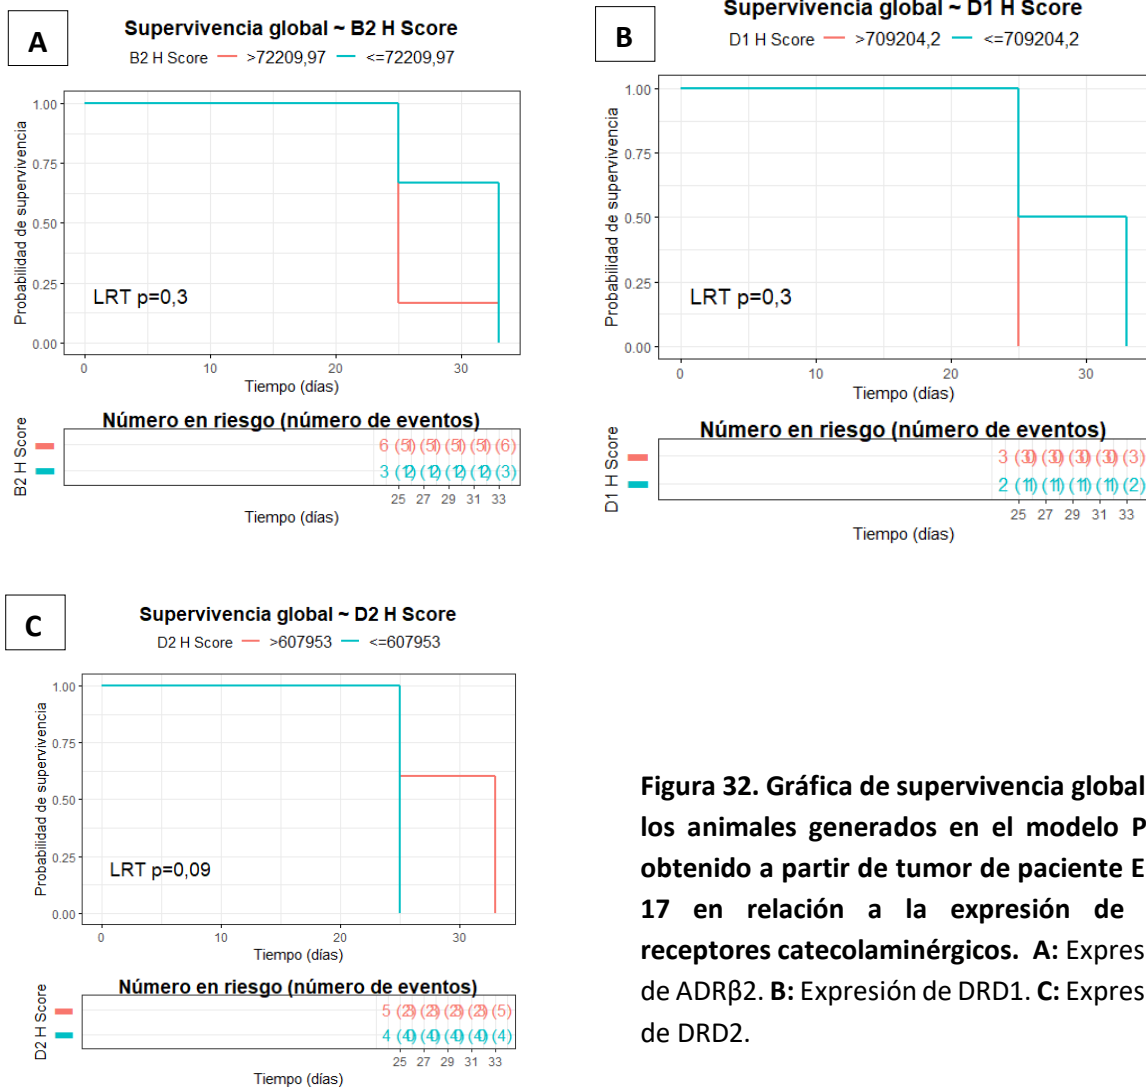 A
Supervivencia global ~ B2 H Score
B2 H Score >72209,97 <=72209,97
Probabilidad de supervivencia
1.00
0.75
0.50
0.25
0.00
LRT p=0,3
0 10 20 30
Tiempo (días)
Número en riesgo (número de eventos)
B2 H Score
6 (5) (5) (5) (5) (6)
3 (1) (1) (1) (1) (3)
25 27 29 31 33
Tiempo (días)
B
Supervivencia global ~ D1 H Score
D1 H Score >709204,2 <=709204,2
Probabilidad de supervivencia
1.00
0.75
0.50
0.25
0.00
LRT p=0,3
0 10 20 30
Tiempo (días)
Número en riesgo (número de eventos)
D1 H Score
3 (3) (3) (3) (3) (3)
2 (1) (1) (1) (1) (2)
25 27 29 31 33
Tiempo (días)
C
Supervivencia global ~ D2 H Score
D2 H Score >607953 <=607953
Probabilidad de supervivencia
1.00
0.75
0.50
0.25
0.00
LRT p=0,09
0 10 20 30
Tiempo (días)
Número en riesgo (número de eventos)
D2 H Score
5 (2) (2) (2) (2) (5)
4 (4) (4) (4) (4) (4)
25 27 29 31 33
Tiempo (días)
Figura 32. Gráfica de supervivencia global
los animales generados en el modelo P
obtenido a partir de tumor de paciente E
17 en relación a la expresión de
receptores catecolaminérgicos. A: Expres
de ADRβ2. B: Expresión de DRD1. C: Expres
de DRD2.